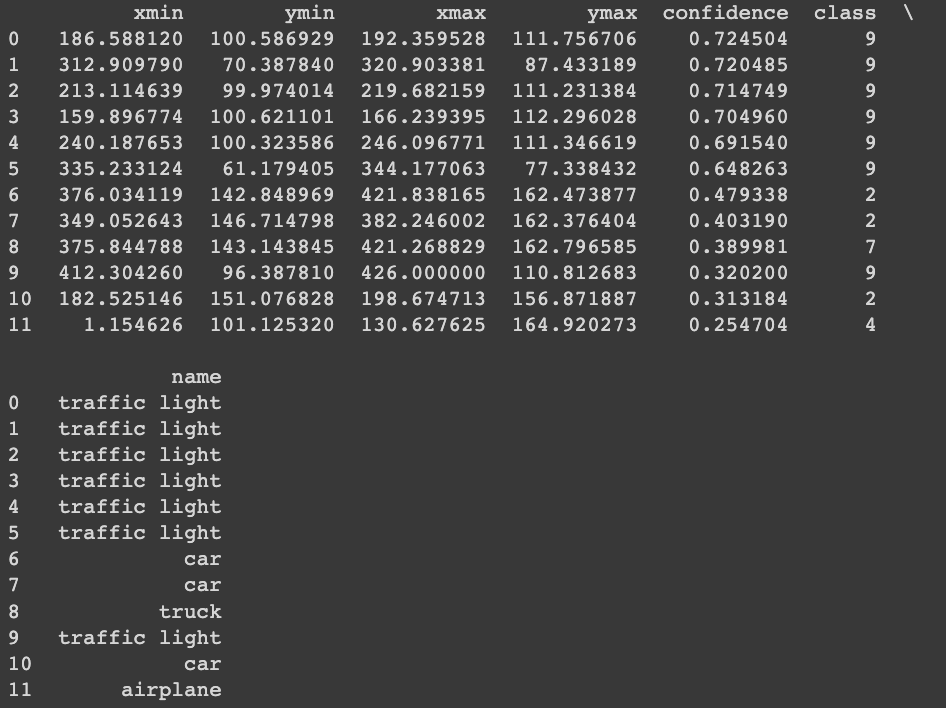 xmin ymin xmax ymax confidence class \
0 186.588120 100.586929 192.359528 111.756706 0.724504 9
1 312.909790 70.387840 320.903381 87.433189 0.720485 9
2 213.114639 99.974014 219.682159 111.231384 0.714749 9
3 159.896774 100.621101 166.239395 112.296028 0.704960 9
4 240.187653 100.323586 246.096771 111.346619 0.691540 9
5 335.233124 61.179405 344.177063 77.338432 0.648263 9
6 376.034119 142.848969 421.838165 162.473877 0.479338 2
7 349.052643 146.714798 382.246002 162.376404 0.403190 2
8 375.844788 143.143845 421.268829 162.796585 0.389981 7
9 412.304260 96.387810 426.000000 110.812683 0.320200 9
10 182.525146 151.076828 198.674713 156.871887 0.313184 2
11 1.154626 101.125320 130.627625 164.920273 0.254704 4
name
0 traffic light
1 traffic light
2 traffic light
3 traffic light
4 traffic light
5 traffic light
6 car
7 car
8 truck
9 traffic light
10 car
11 airplane